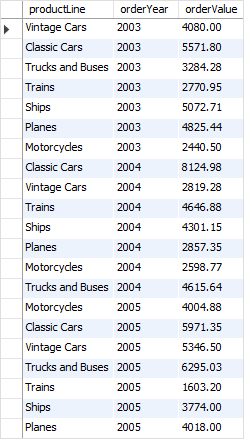 productLine orderYear orderValue
Vintage Cars 2003 4080.00
Classic Cars 2003 5571.80
Trucks and Buses 2003 3284.28
Trains 2003 2770.95
Ships 2003 5072.71
Planes 2003 4825.44
Motorcycles 2003 2440.50
Classic Cars 2004 8124.98
Vintage Cars 2004 2819.28
Trains 2004 4646.88
Ships 2004 4301.15
Planes 2004 2857.35
Motorcycles 2004 2598.77
Trucks and Buses 2004 4615.64
Motorcycles 2005 4004.88
Classic Cars 2005 5971.35
Vintage Cars 2005 5346.50
Trucks and Buses 2005 6295.03
Trains 2005 1603.20
Ships 2005 3774.00
Planes 2005 4018.00